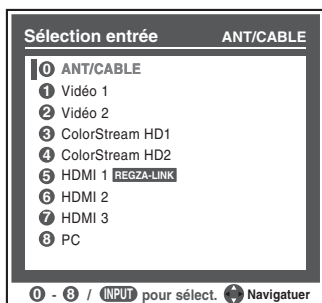 Sélection entrée ANT/CABLE
0 ANT/CABLE
1 Vidéo 1
2 Vidéo 2
3 ColorStream HD1
4 ColorStream HD2
5 HDMI 1 REGZA-LINK
6 HDMI 2
7 HDMI 3
8 PC
0 - 8 / INPUT pour sélect. Navigatuer